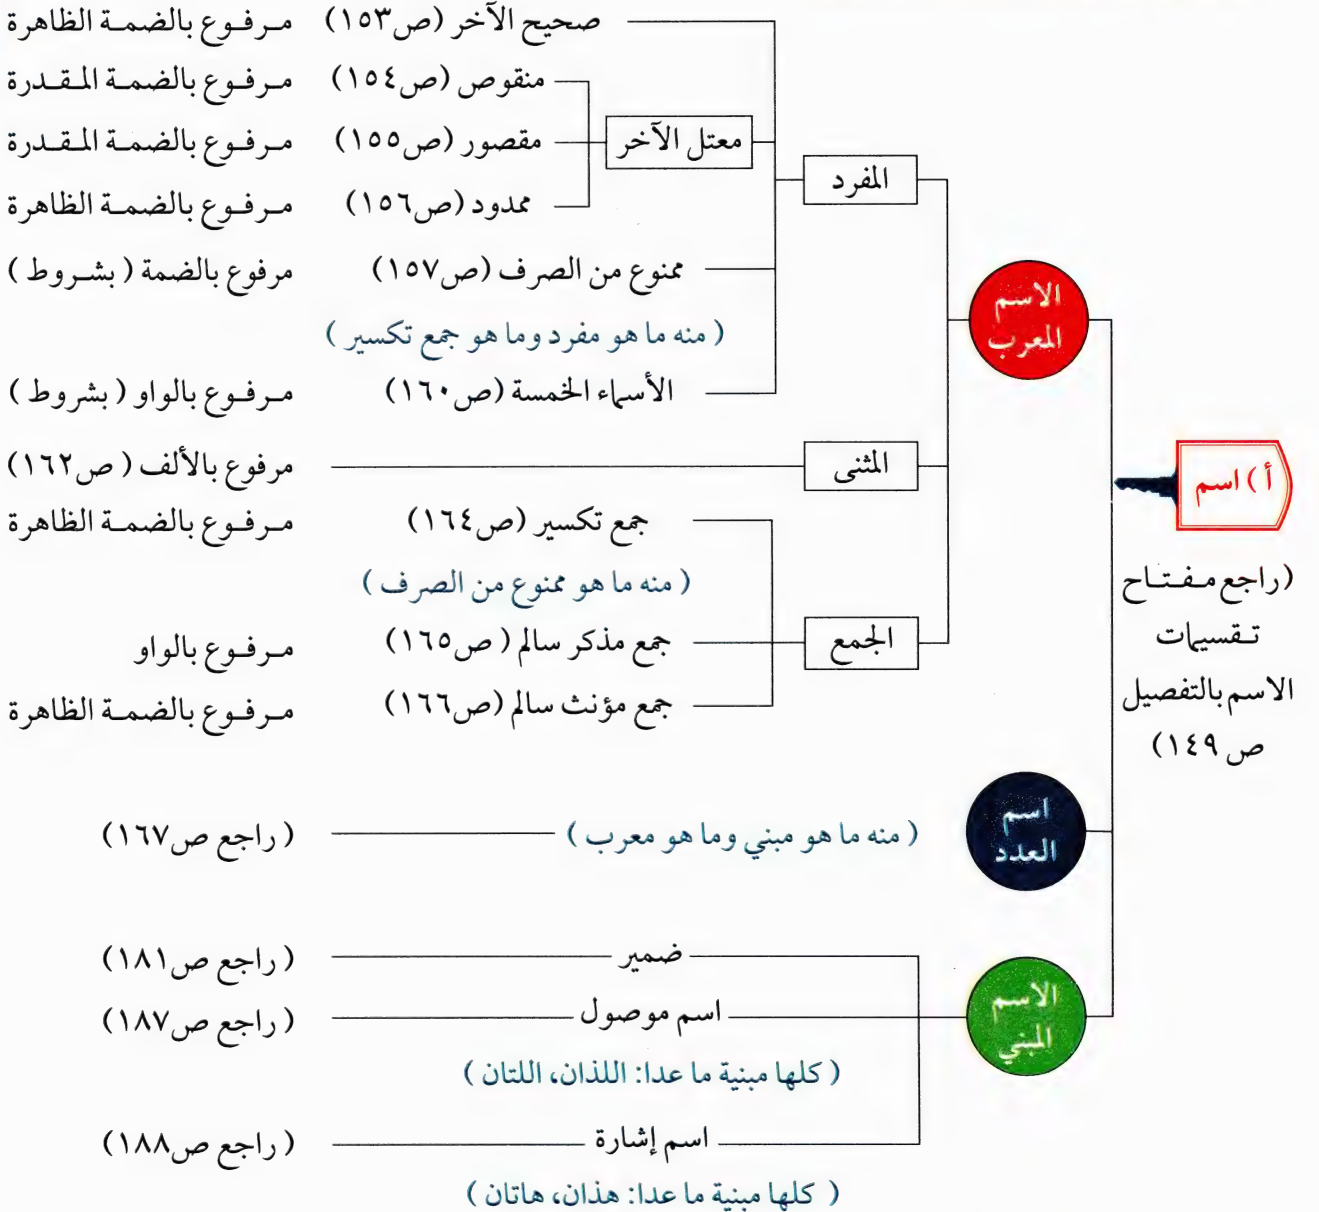 صحيح الآخر (ص١٥٣) مرفوع بالضمة الظاهرة
منقوص (ص١٥٤) مرفوع بالضمة المقدرة
معتل الآخر
مقصور (ص١٥٥) مرفوع بالضمة المقدرة
المفرد
ممدود (ص١٥٦) مرفوع بالضمة الظاهرة
ممنوع من الصرف (ص١٥٧) مرفوع بالضمة (بشروط)
الاسم
المعرب
(منه ما هو مفرد وما هو جمع تكسير)
الأسماء الخمسة (ص١٦٠) مرفوع بالواو (بشروط)
أ) اسم
المثنى مرفوع بالألف (ص١٦٢)
جمع تكسير (ص١٦٤) مرفوع بالضمة الظاهرة
(منه ما هو ممنوع من الصرف)
(راجع مفتاح
تقسيمات
الاسم بالتفصيل
ص ١٤٩)
الجمع
جمع مذكر سالم (ص١٦٥) مرفوع بالواو
جمع مؤنث سالم (ص١٦٦) مرفوع بالضمة الظاهرة
اسم
العدد
(منه ما هو مبني وما هو معرب) (راجع ص١٦٧)
الاسم
المبني
ضمير (راجع ص١٨١)
اسم موصول (راجع ص١٨٧)
(كلها مبنية ما عدا: اللذان، اللتان)
اسم إشارة (راجع ص١٨٨)
(كلها مبنية ما عدا: هذان، هاتان)